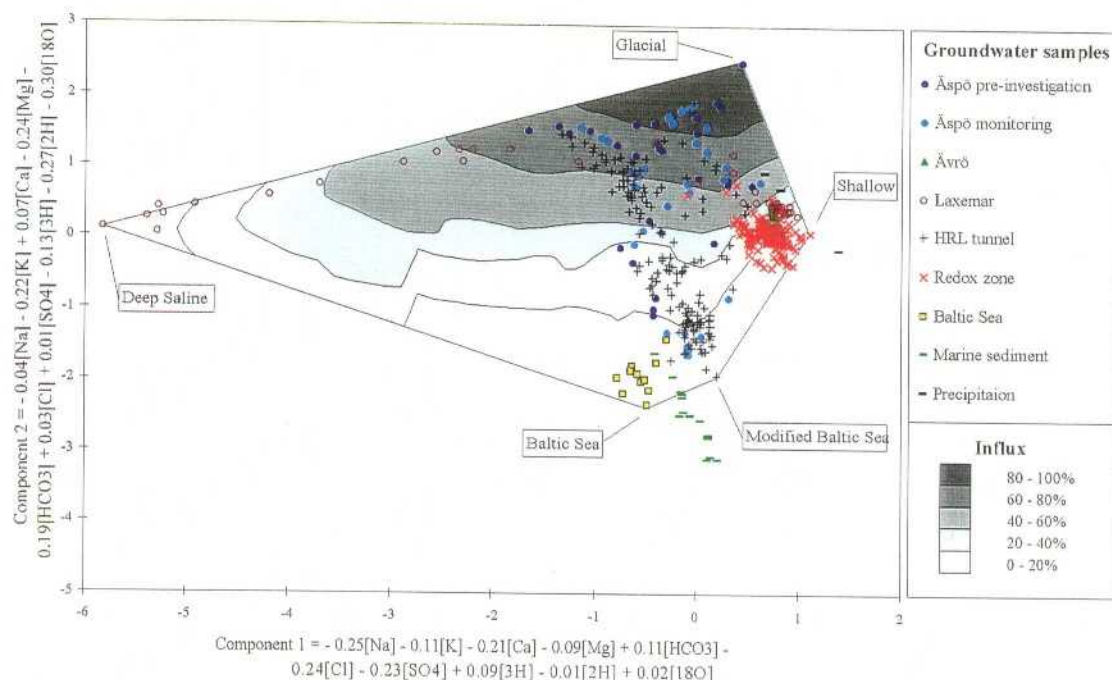 Component 2 = - 0.04[Na] - 0.22[K] + 0.07[Ca] - 0.24[Mg] -
0.19[HCO3] + 0.03[Cl] + 0.01[SO4] - 0.13[3H] - 0.27[2H] - 0.30[18O]
3
2
1
0
-1
-2
-3
-4
-5
Glacial
Shallow
Deep Saline
Baltic Sea
Modified Baltic Sea
-6
-5
-4
-3
-2
-1
0
1
2
Component 1 = - 0.25[Na] - 0.11[K] - 0.21[Ca] - 0.09[Mg] + 0.11[HCO3] -
0.24[Cl] - 0.23[SO4] + 0.09[3H] - 0.01[2H] + 0.02[18O]
Groundwater samples
Äspö pre-investigation
Äspö monitoring
Ävrö
Laxemar
HRL tunnel
Redox zone
Baltic Sea
Marine sediment
Precipitaion
Influx
80 - 100%
60 - 80%
40 - 60%
20 - 40%
0 - 20%